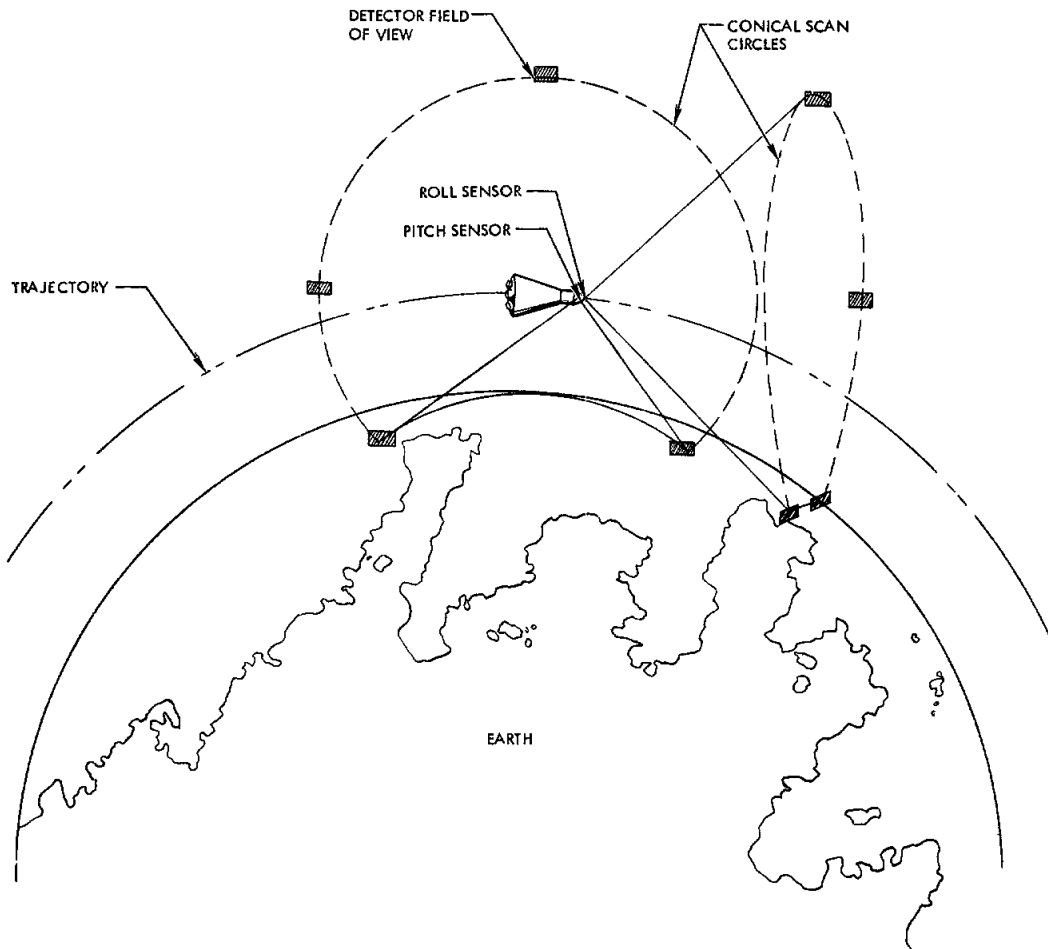 DETECTOR FIELD
OF VIEW
CONICAL SCAN
CIRCLES
ROLL SENSOR
PITCH SENSOR
TRAJECTORY
EARTH